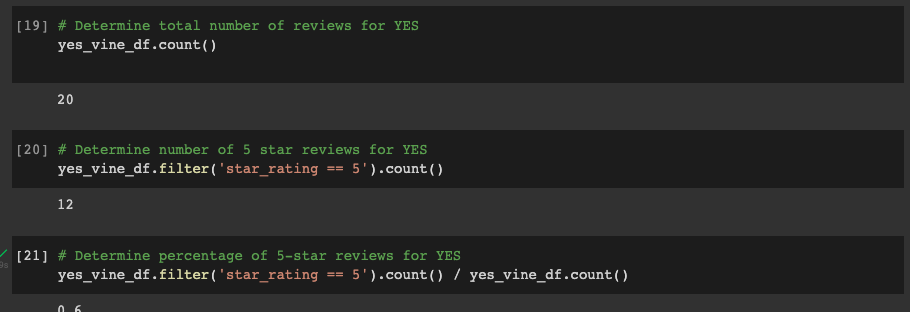 [19] # Determine total number of reviews for YES
yes_vine_df.count()
20
[20] # Determine number of 5 star reviews for YES
yes_vine_df.filter('star_rating == 5').count()
12
[21] # Determine percentage of 5-star reviews for YES
9s
yes_vine_df.filter('star_rating == 5').count() / yes_vine_df.count()
0.6